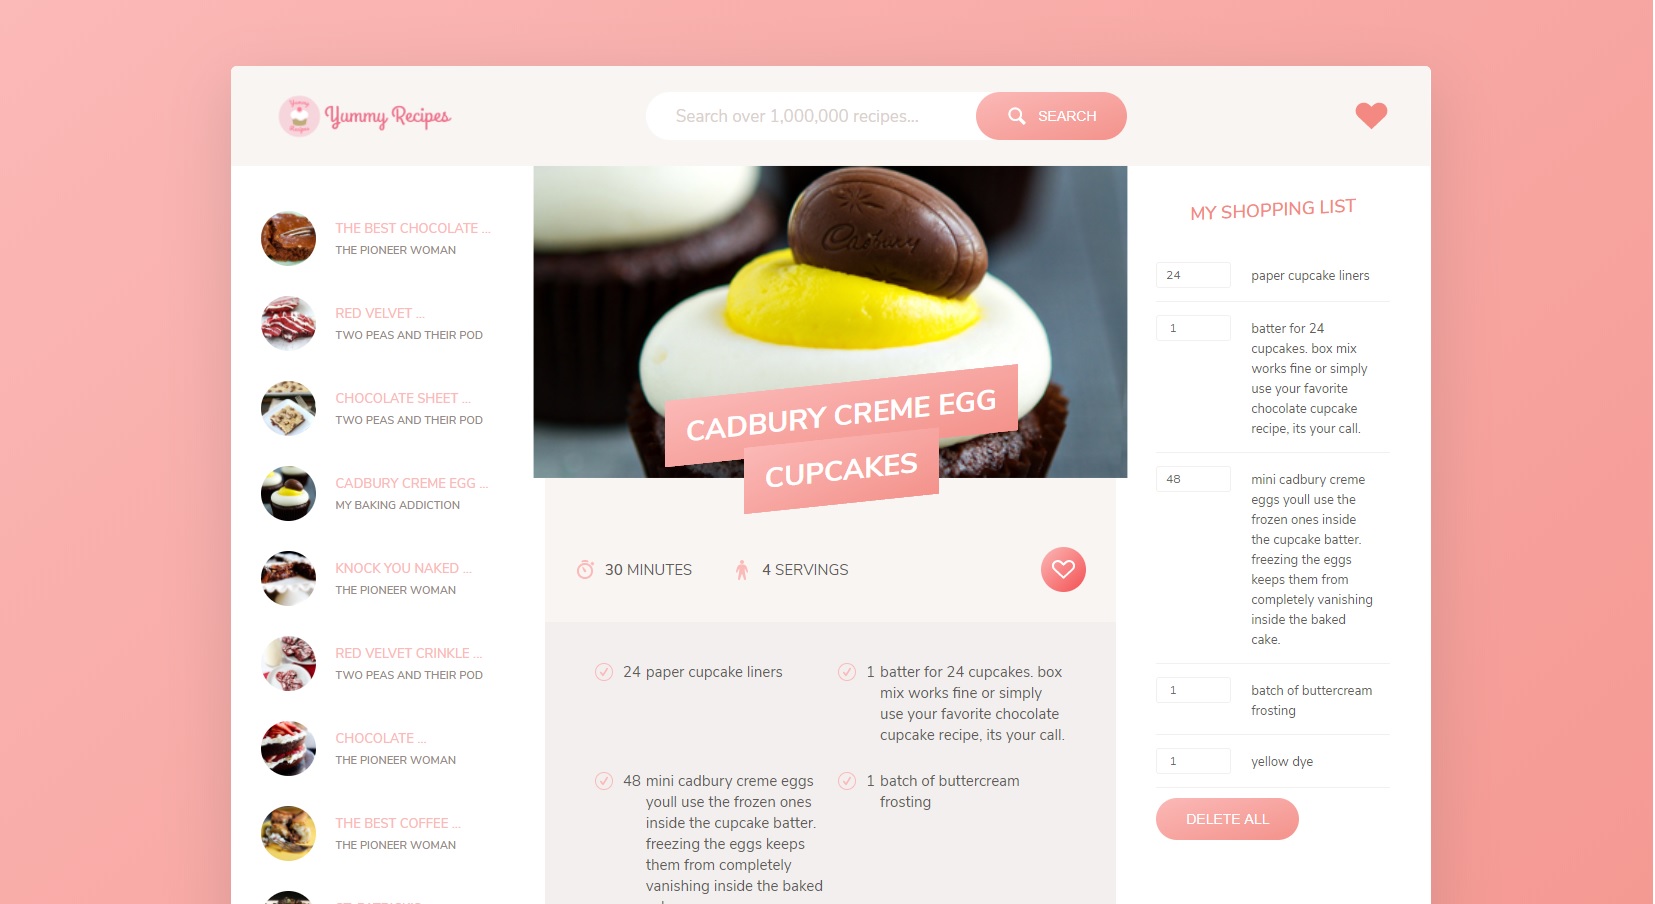 Yummy Recipes
Search over 1,000,000 recipes...
SEARCH
THE BEST CHOCOLATE ...
THE PIONEER WOMAN
RED VELVET ...
TWO PEAS AND THEIR POD
CHOCOLATE SHEET ...
TWO PEAS AND THEIR POD
CADBURY CREME EGG ...
MY BAKING ADDICTION
KNOCK YOU NAKED ...
THE PIONEER WOMAN
RED VELVET CRINKLE ...
TWO PEAS AND THEIR POD
CHOCOLATE ...
THE PIONEER WOMAN
THE BEST COFFEE ...
THE PIONEER WOMAN
Cadbury
CADBURY CREME EGG
CUPCAKES
30 MINUTES
4 SERVINGS
24 paper cupcake liners
1 batter for 24 cupcakes. box
mix works fine or simply
use your favorite chocolate
cupcake recipe, its your call.
48 mini cadbury creme eggs
youll use the frozen ones
inside the cupcake batter.
freezing the eggs keeps
them from completely
vanishing inside the baked
1 batch of buttercream
frosting
MY SHOPPING LIST
24 paper cupcake liners
1 batter for 24
cupcakes. box mix
works fine or simply
use your favorite
chocolate cupcake
recipe, its your call.
48 mini cadbury creme
eggs youll use the
frozen ones inside
the cupcake batter.
freezing the eggs
keeps them from
completely vanishing
inside the baked
cake.
1 batch of buttercream
frosting
1 yellow dye
DELETE ALL